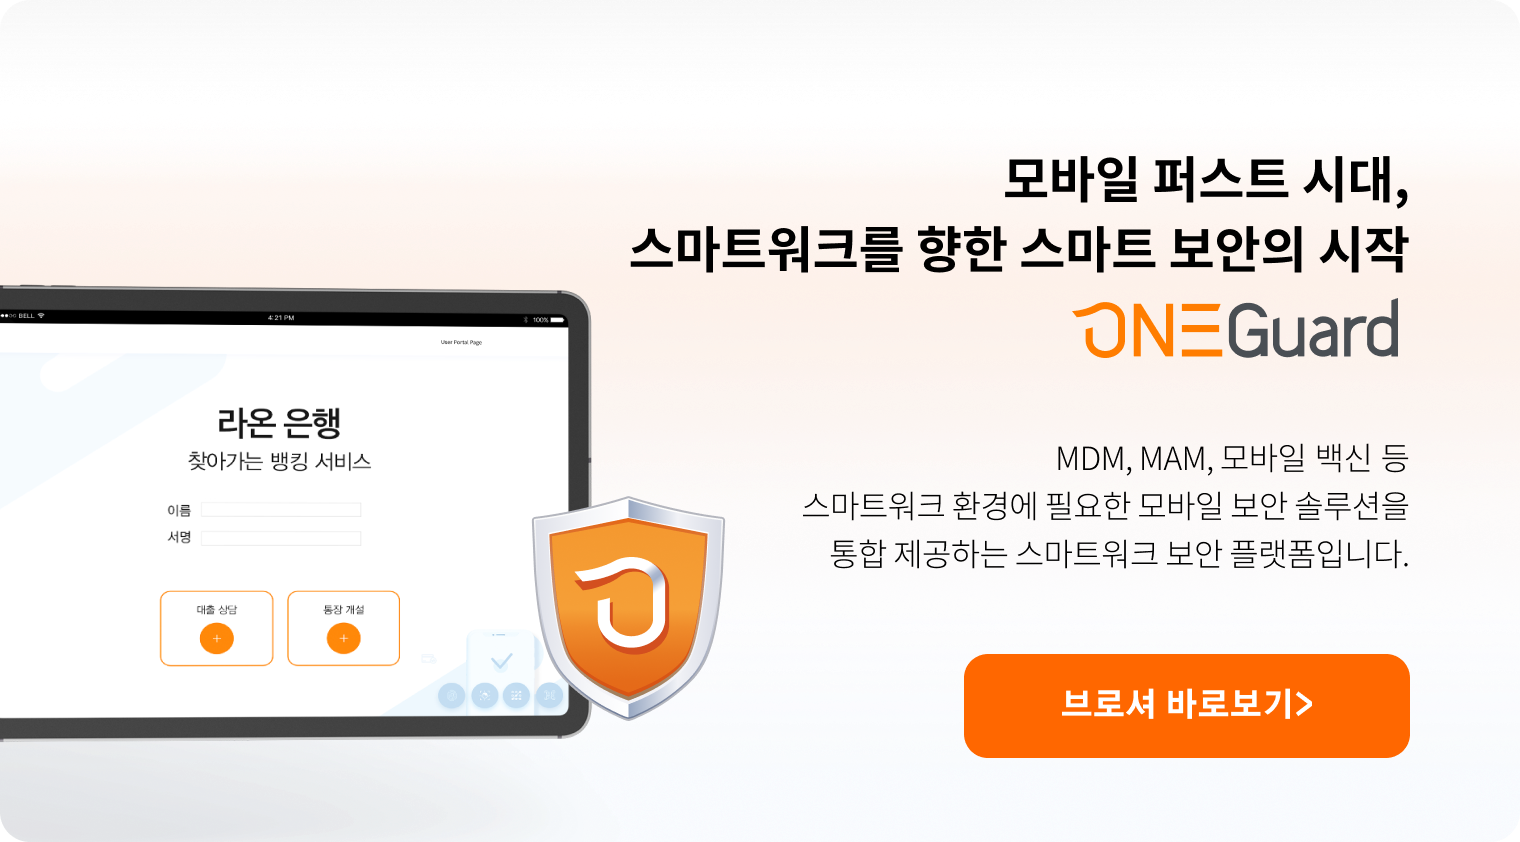 모바일 퍼스트 시대,
스마트워크를 향한 스마트 보안의 시작
ONEGuard
MDM, MAM, 모바일 백신 등
스마트워크 환경에 필요한 모바일 보안 솔루션을
통합 제공하는 스마트워크 보안 플랫폼입니다.
브로셔 바로보기>
BELL
4:21 PM
100%
User Portal Page
라온 은행
찾아가는 뱅킹 서비스
이름
서명
대출 상담
통장 개설